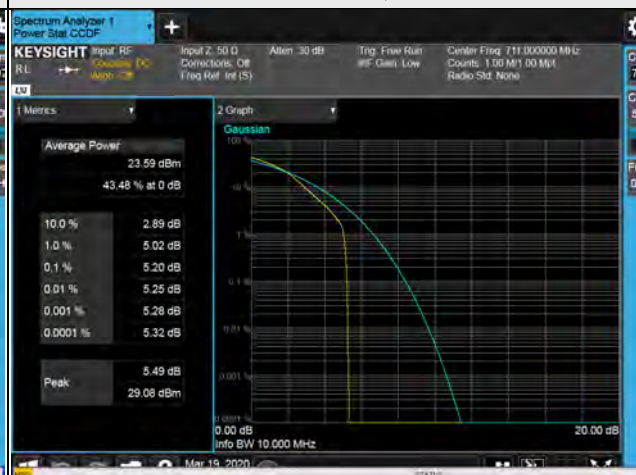 Spectrum Analyzer 1
Power Stat CCDF
+
KEYSIGHT Input: RF
Coupling: DC
Align: Off
RL
Input Z: 50 Ω
Corrections: Off
Freq Ref: Int (S)
Atten: 30 dB
Trig: Free Run
#IF Gain: Low
Center Freq: 711.000000 MHz
Counts: 1.00 M/1.00 Mpt
Radio Std: None
LXI
1 Metrics
2 Graph
Average Power
23.59 dBm
43.48 % at 0 dB
10.0 % 2.89 dB
1.0 % 5.02 dB
0.1 % 5.20 dB
0.01 % 5.25 dB
0.001 % 5.28 dB
0.0001 % 5.32 dB
Peak 5.49 dB
29.08 dBm
Gaussian
100 %
10 %
1 %
0.1 %
0.01 %
0.001 %
0.0001 %
0.00 dB 20.00 dB
Info BW 10.000 MHz
Mar 19, 2020
STATUS